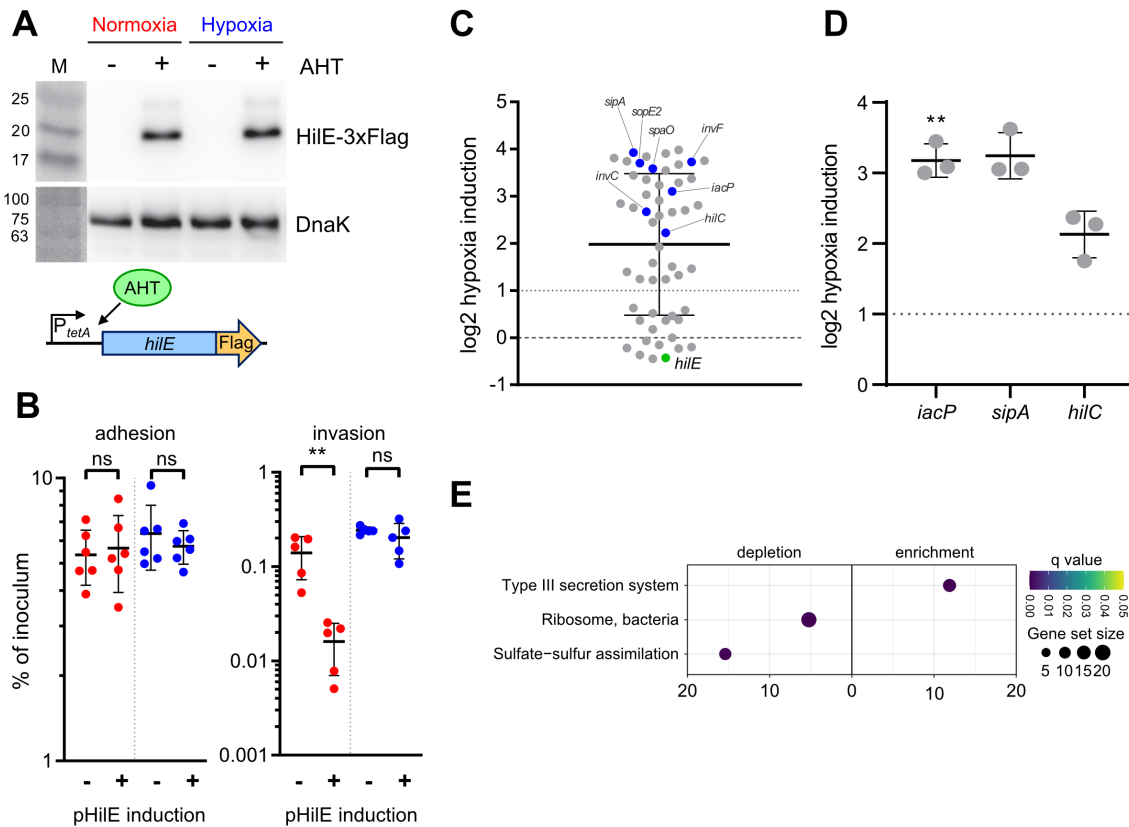 A
Normoxia Hypoxia
M - + - + AHT
25
20
17
HilE-3xFlag
100
75
63
DnaK
AHT
PtetA
hilE Flag
B
adhesion
ns ns
10
1
% of inoculum
- + - +
pHilE induction
invasion
** ns
1
0.1
0.01
0.001
- + - +
pHilE induction
C
log2 hypoxia induction
5
4
3
2
1
0
-1
sipA
sopE2
spaO
invF
invC
iacP
hilC
hilE
D
log2 hypoxia induction
4
3
2
1
0
**
iacP sipA hilC
E
depletion enrichment
Type III secretion system
Ribosome, bacteria
Sulfate−sulfur assimilation
20 10 0 10 20
q value
0.00 0.01 0.02 0.03 0.04 0.05
Gene set size
5 10 15 20